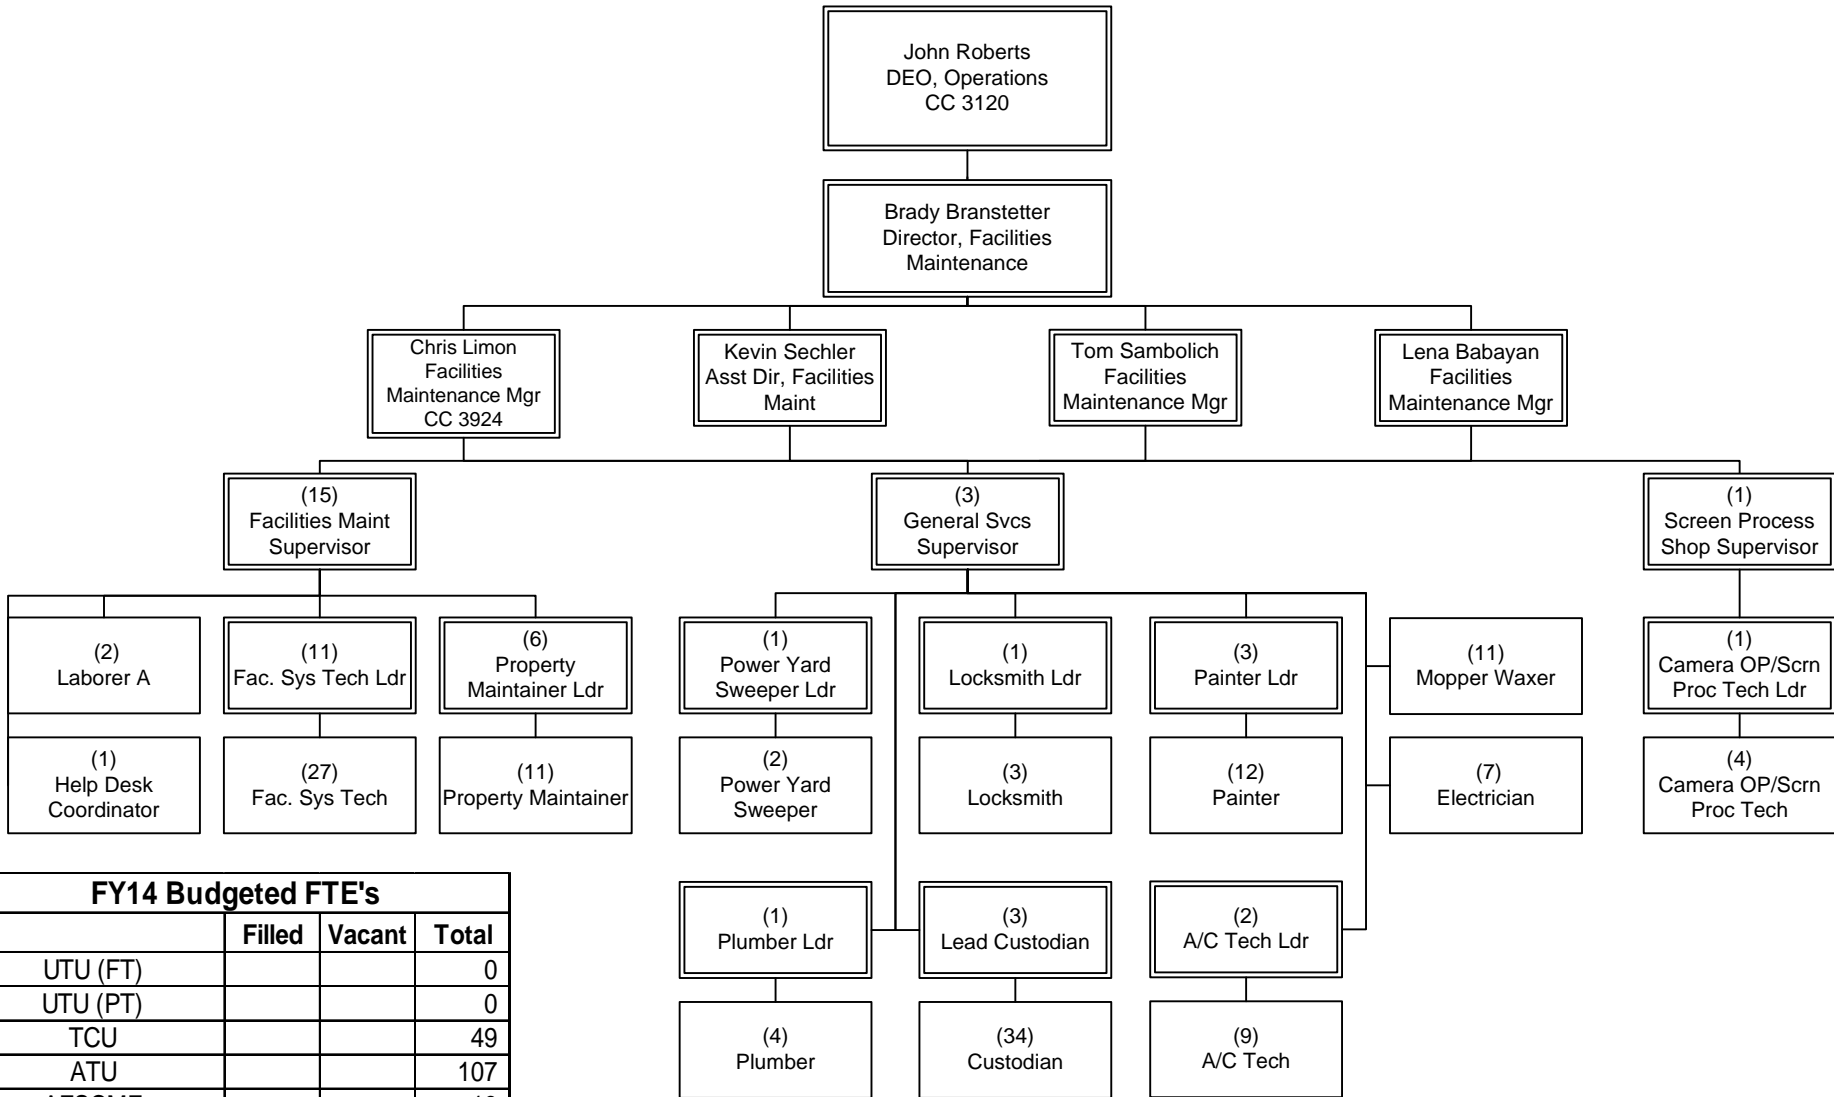 John Roberts
DEO, Operations
CC 3120
Brady Branstetter
Director, Facilities
Maintenance
Chris Limon
Facilities
Maintenance Mgr
CC 3924
Kevin Sechler
Asst Dir, Facilities
Maint
Tom Sambolich
Facilities
Maintenance Mgr
Lena Babayan
Facilities
Maintenance Mgr
(15)
Facilities Maint
Supervisor
(3)
General Svcs
Supervisor
(1)
Screen Process
Shop Supervisor
(2)
Laborer A
(11)
Fac. Sys Tech Ldr
(6)
Property
Maintainer Ldr
(1)
Power Yard
Sweeper Ldr
(1)
Locksmith Ldr
(3)
Painter Ldr
(11)
Mopper Waxer
(1)
Camera OP/Scrn
Proc Tech Ldr
(1)
Help Desk
Coordinator
(27)
Fac. Sys Tech
(11)
Property Maintainer
(2)
Power Yard
Sweeper
(3)
Locksmith
(12)
Painter
(7)
Electrician
(4)
Camera OP/Scrn
Proc Tech
(1)
Plumber Ldr
(3)
Lead Custodian
(2)
A/C Tech Ldr
(4)
Plumber
(34)
Custodian
(9)
A/C Tech
FY14 Budgeted FTE's
Filled Vacant Total
UTU (FT) 0
UTU (PT) 0
TCU 49
ATU 107